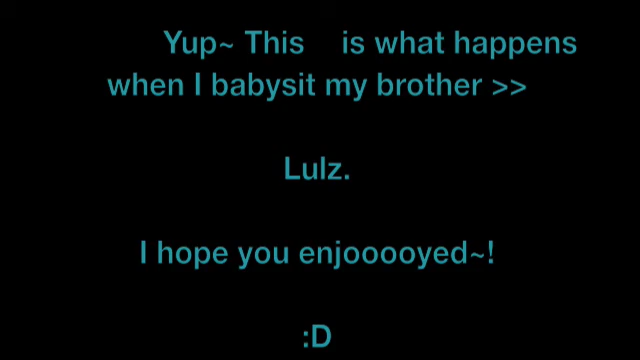 Yup~ This is what happens
when I babysit my brother >>
Lulz.
I hope you enjooooyed~!
:D